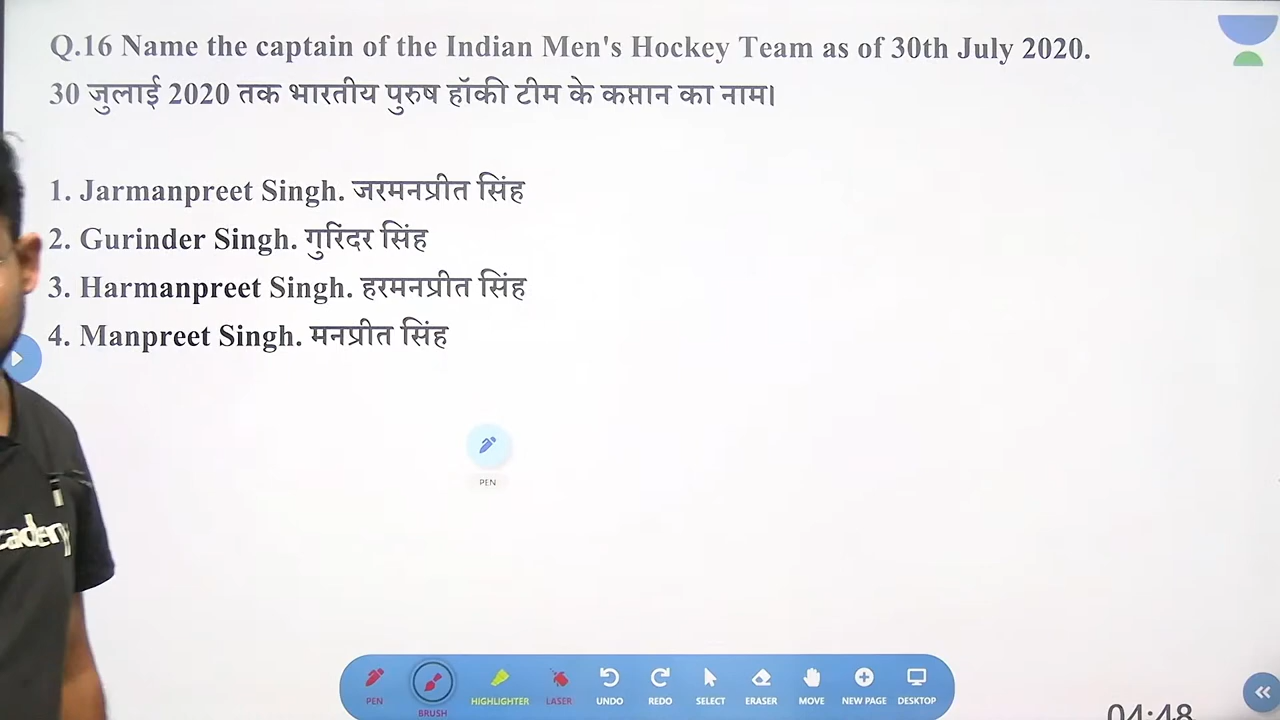 Q.16 Name the captain of the Indian Men's Hockey Team as of 30th July 2020.
30 जुलाई 2020 तक भारतीय पुरुष हॉकी टीम के कप्तान का नाम।
1. Jarmanpreet Singh. जरमनप्रीत सिंह
2. Gurinder Singh. गुरिंदर सिंह
3. Harmanpreet Singh. हरमनप्रीत सिंह
4. Manpreet Singh. मनप्रीत सिंह
PEN
PEN BRUSH HIGHLIGHTER LASER UNDO REDO SELECT ERASER MOVE NEW PAGE DESKTOP
04:48